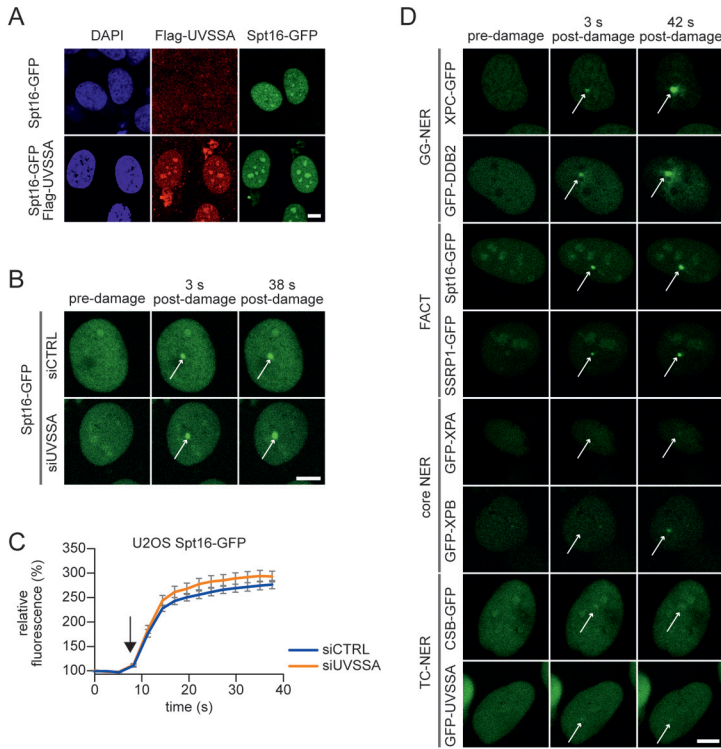 A
DAPI
Flag-UVSSA
Spt16-GFP
Spt16-GFP
Spt16-GFP
Flag-UVSSA
B
pre-damage
3 s
post-damage
38 s
post-damage
Spt16-GFP
siCTRL
siUVSSA
C
U2OS Spt16-GFP
relative
fluorescence (%)
350
300
250
200
150
100
0
10
20
30
40
time (s)
siCTRL
siUVSSA
D
pre-damage
3 s
post-damage
42 s
post-damage
GG-NER
XPC-GFP
GFP-DDB2
FACT
Spt16-GFP
SSRP1-GFP
core NER
GFP-XPA
GFP-XPB
TC-NER
CSB-GFP
GFP-UVSSA